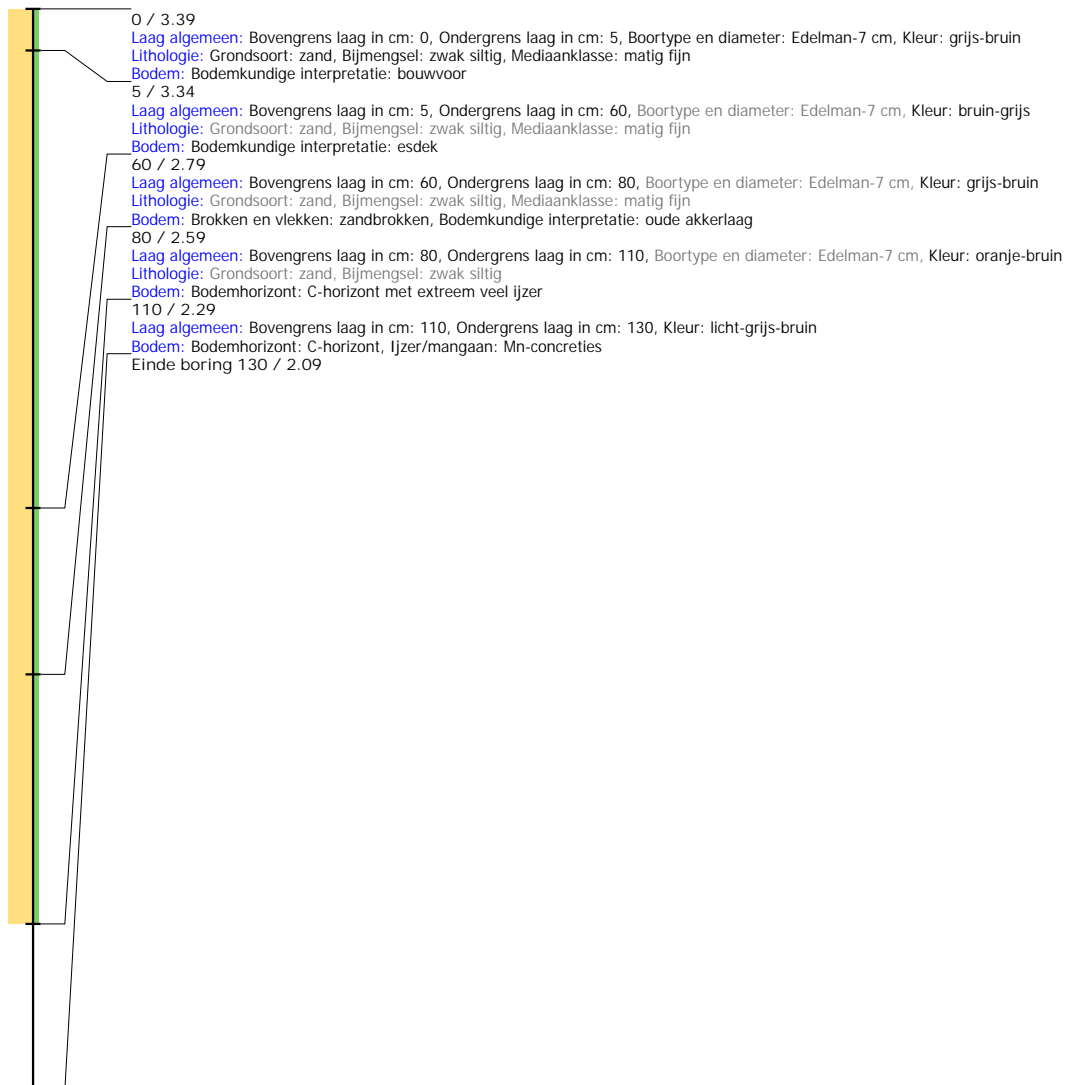 0 / 3.39
Laag algemeen: Bovengrens laag in cm: 0, Ondergrens laag in cm: 5, Boortype en diameter: Edelman-7 cm, Kleur: grijs-bruin
Lithologie: Grondsoort: zand, Bijmengsel: zwak siltig, Mediaanklasse: matig fijn
Bodem: Bodemkundige interpretatie: bouwvoor
5 / 3.34
Laag algemeen: Bovengrens laag in cm: 5, Ondergrens laag in cm: 60, Boortype en diameter: Edelman-7 cm, Kleur: bruin-grijs
Lithologie: Grondsoort: zand, Bijmengsel: zwak siltig, Mediaanklasse: matig fijn
Bodem: Bodemkundige interpretatie: esdek
60 / 2.79
Laag algemeen: Bovengrens laag in cm: 60, Ondergrens laag in cm: 80, Boortype en diameter: Edelman-7 cm, Kleur: grijs-bruin
Lithologie: Grondsoort: zand, Bijmengsel: zwak siltig, Mediaanklasse: matig fijn
Bodem: Brokken en vlekken: zandbrokken, Bodemkundige interpretatie: oude akkerlaag
80 / 2.59
Laag algemeen: Bovengrens laag in cm: 80, Ondergrens laag in cm: 110, Boortype en diameter: Edelman-7 cm, Kleur: oranje-bruin
Lithologie: Grondsoort: zand, Bijmengsel: zwak siltig
Bodem: Bodemhorizont: C-horizont met extreem veel ijzer
110 / 2.29
Laag algemeen: Bovengrens laag in cm: 110, Ondergrens laag in cm: 130, Kleur: licht-grijs-bruin
Bodem: Bodemhorizont: C-horizont, Ijzer/mangaan: Mn-concreties
Einde boring 130 / 2.09